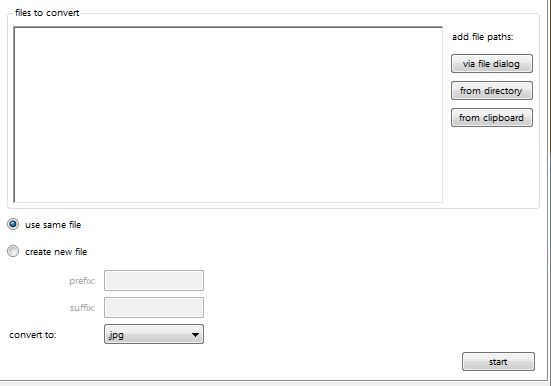 files to convert
add file paths:
via file dialog
from directory
from clipboard
use same file
create new file
prefix:
suffix:
convert to:
.jpg
start